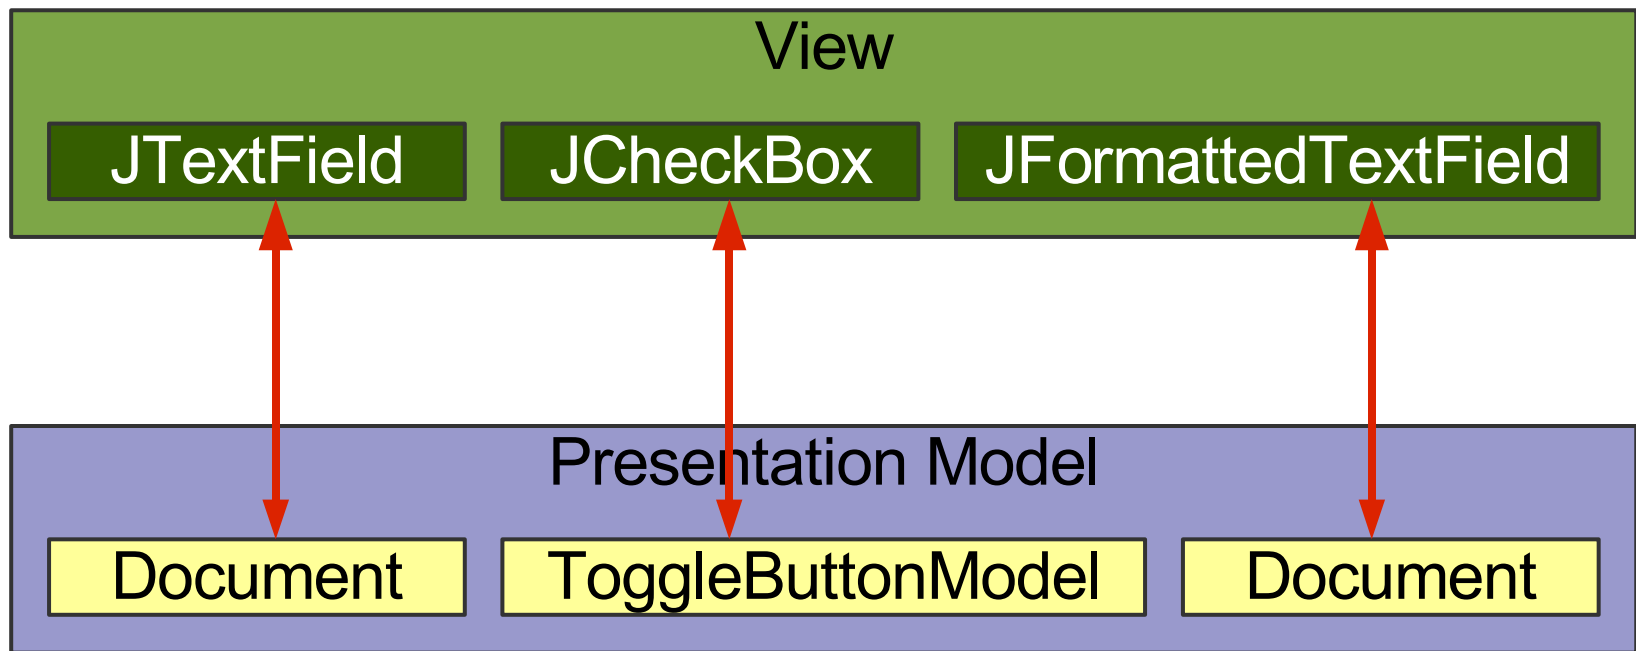 View
JTextField
JCheckBox
JFormattedTextField
Presentation Model
Document
ToggleButtonModel
Document